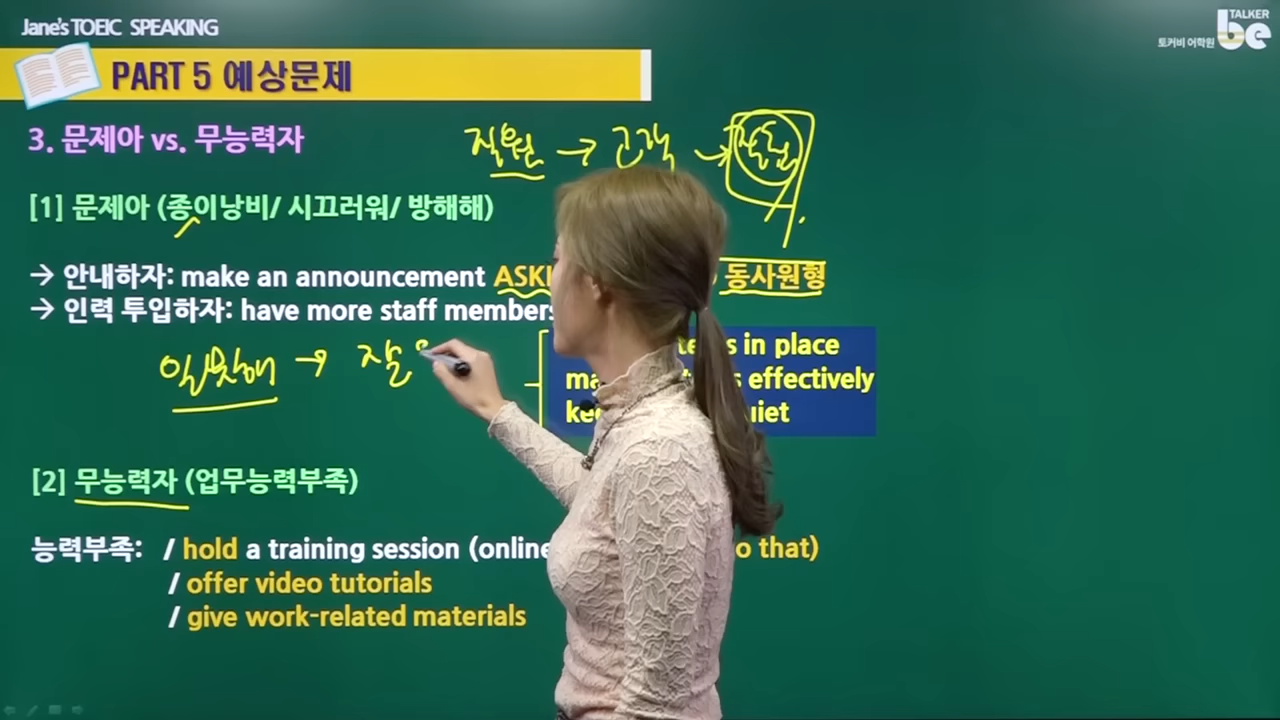 Jane's TOEIC SPEAKING
TALKER
be
토커비 어학원
PART 5 예상문제
3. 문제아 vs. 무능력자
직원 → 고객 →
[1] 문제아 (종이낭비/ 시끄러워/ 방해해)
→ 안내하자: make an announcement 동사원형
→ 인력 투입하자: have more staff members
일못해 → 잘
in place
effectively
[2] 무능력자 (업무능력부족)
능력부족: / hold a training session (online that)
/ offer video tutorials
/ give work-related materials